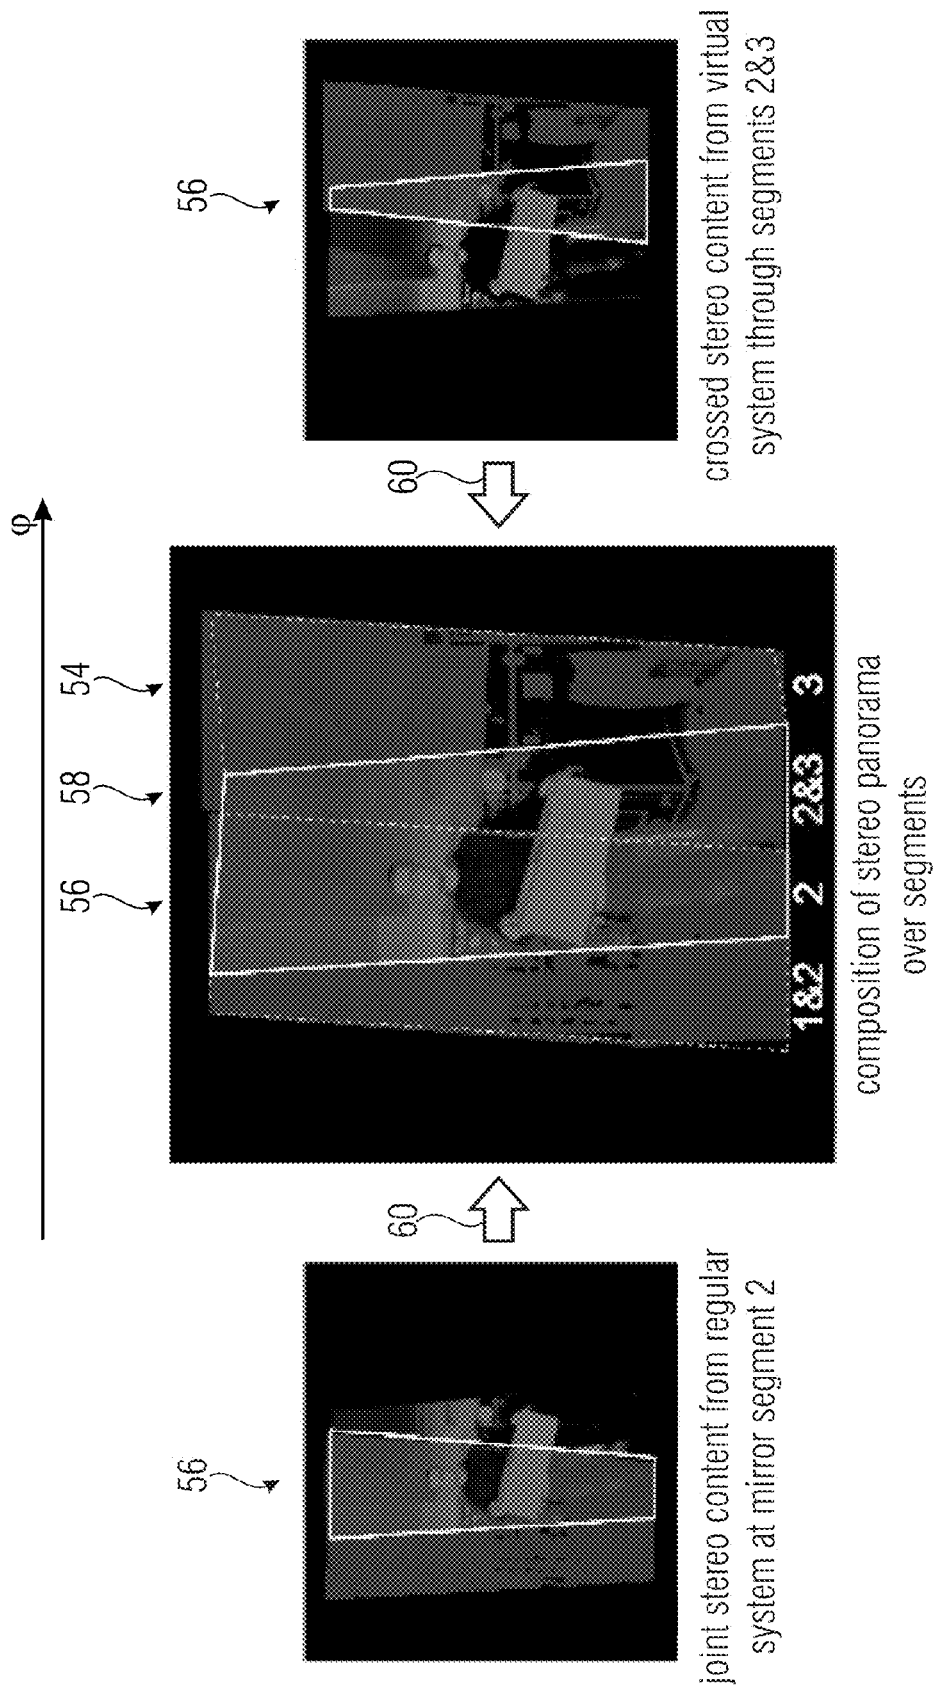 φ
56
58
54
56
60
60
56
1&2 2 2&3 3
joint stereo content from regular
system at mirror segment 2
composition of stereo panorama
over segments
crossed stereo content from virtual
system through segments 2&3